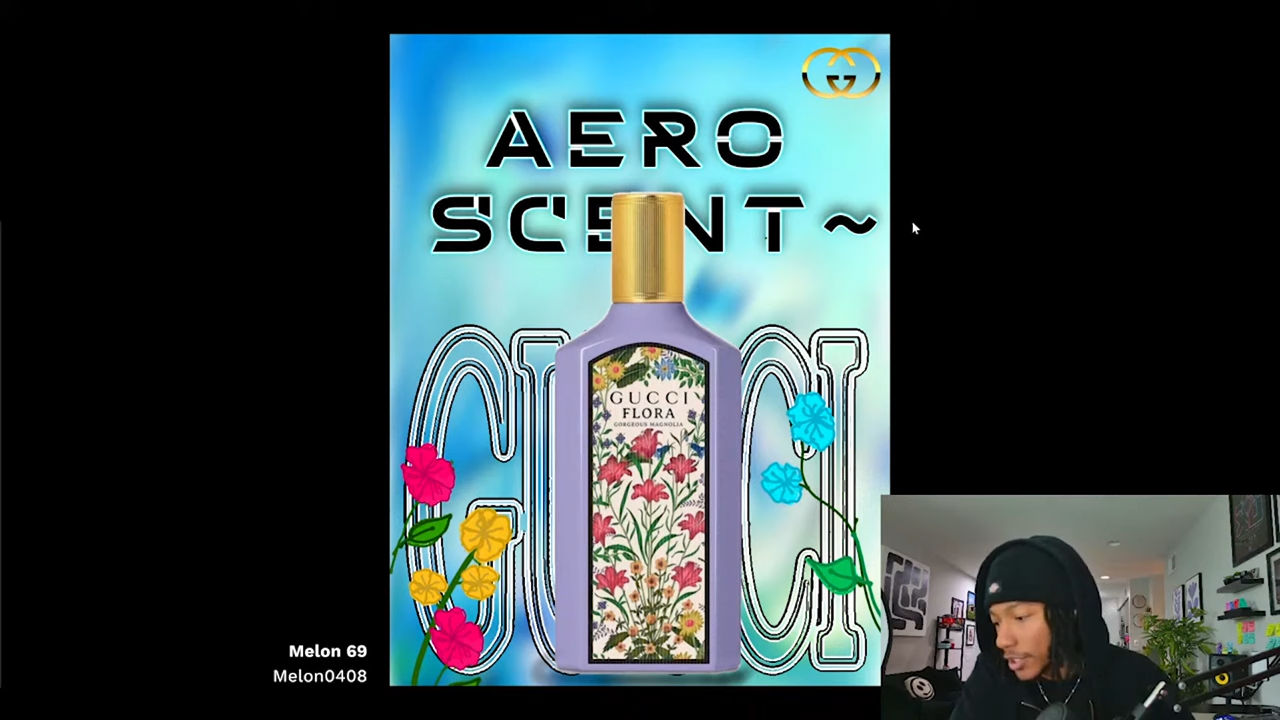 AERO
SCENT~
GUCCI
GUCCI
FLORA
GORGEOUS MAGNOLIA
Melon 69
Melon0408